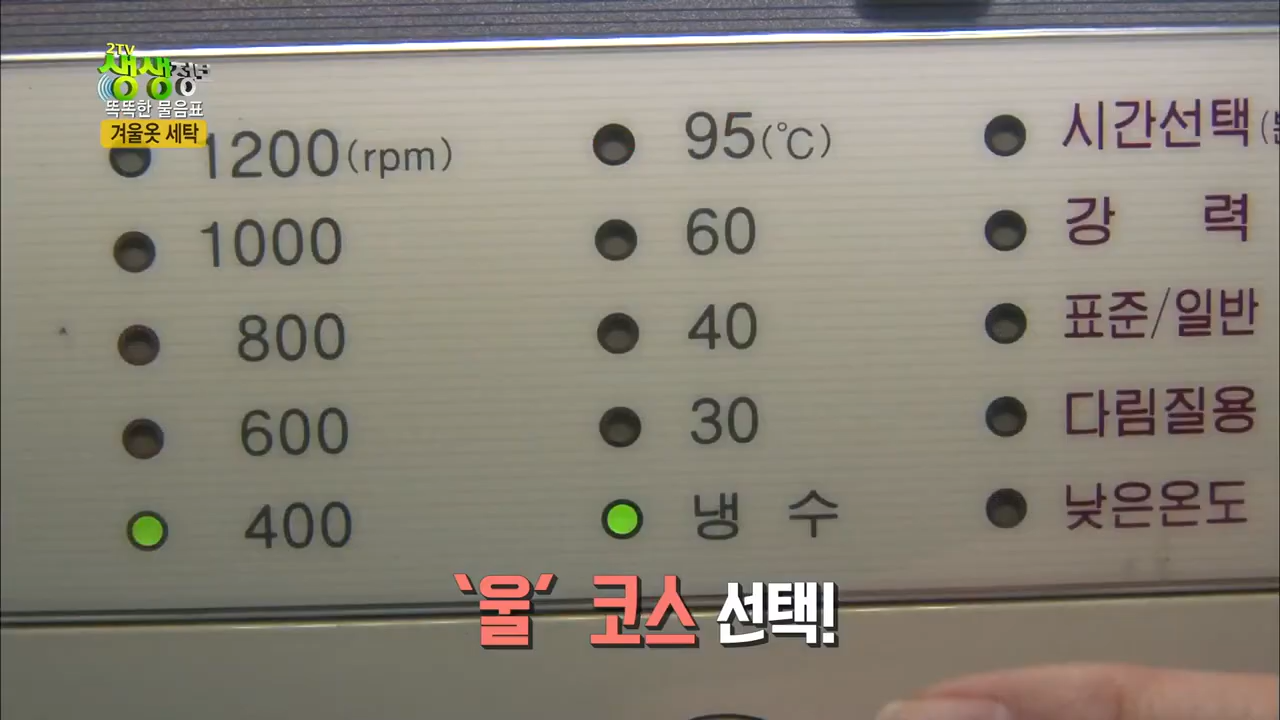 2TV
생생정보
똑똑한 물음표
겨울옷 세탁
1200(rpm)
1000
800
600
400
95(℃)
60
40
30
냉 수
시간선택
강 력
표준/일반
다림질용
낮은온도
'울' 코스 선택!